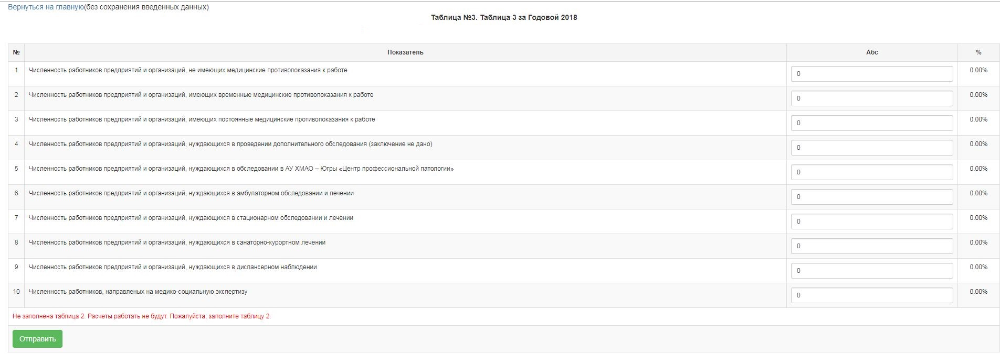 Вернуться на главную(без сохранения введенных данных)
Таблица №3. Таблица 3 за Годовой 2018
№ Показатель Абс %
1 Численность работников предприятий и организаций, не имеющих медицинские противопоказания к работе 0 0.00%
2 Численность работников предприятий и организаций, имеющих временные медицинские противопоказания к работе 0 0.00%
3 Численность работников предприятий и организаций, имеющих постоянные медицинские противопоказания к работе 0 0.00%
4 Численность работников предприятий и организаций, нуждающихся в проведении дополнительного обследования (заключение не дано) 0 0.00%
5 Численность работников предприятий и организаций, нуждающихся в обследовании в АУ ХМАО – Югры «Центр профессиональной патологии» 0 0.00%
6 Численность работников предприятий и организаций, нуждающихся в амбулаторном обследовании и лечении 0 0.00%
7 Численность работников предприятий и организаций, нуждающихся в стационарном обследовании и лечении 0 0.00%
8 Численность работников предприятий и организаций, нуждающихся в санаторно-курортном лечении 0 0.00%
9 Численность работников предприятий и организаций, нуждающихся в диспансерном наблюдении 0 0.00%
10 Численность работников, направленых на медико-социальную экспертизу 0 0.00%
Не заполнена таблица 2. Расчеты работать не будут. Пожалуйста, заполните таблицу 2.
Отправить